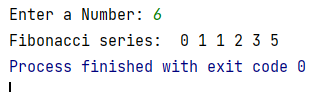 Enter a Number: 6
Fibonacci series:  0 1 1 2 3 5
Process finished with exit code 0